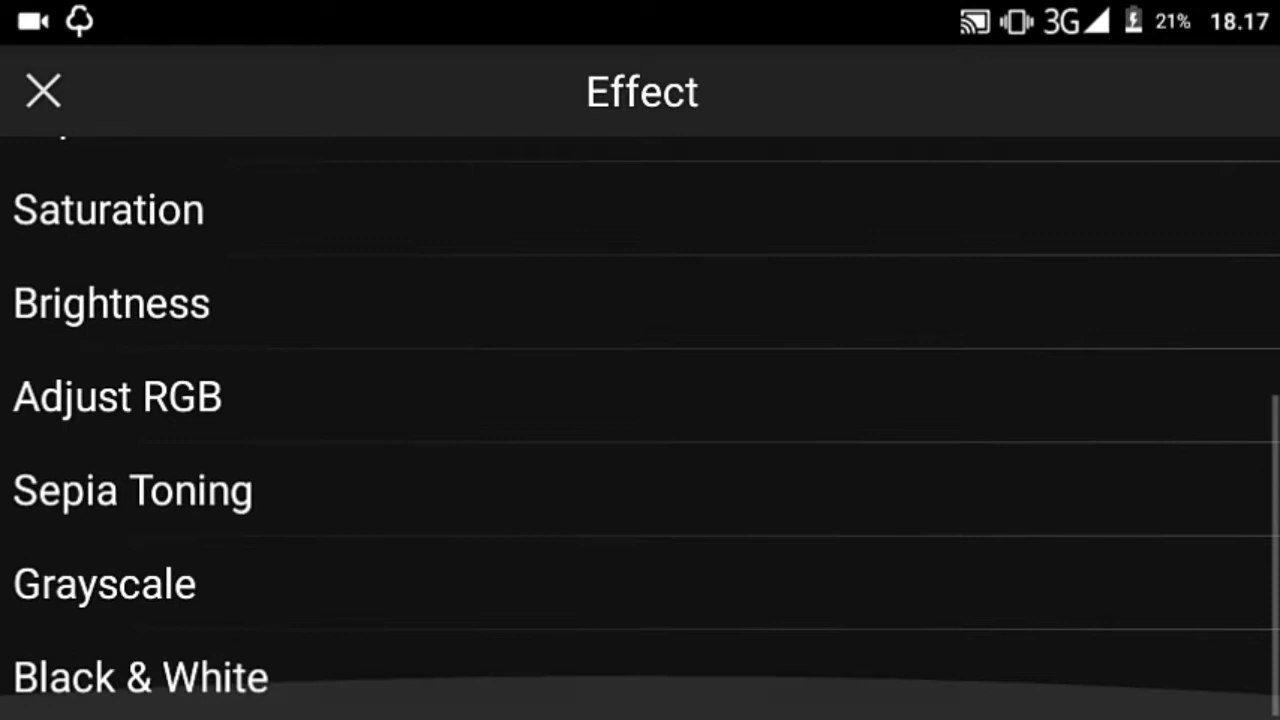 3G 21% 18.17
Effect
Saturation
Brightness
Adjust RGB
Sepia Toning
Grayscale
Black & White